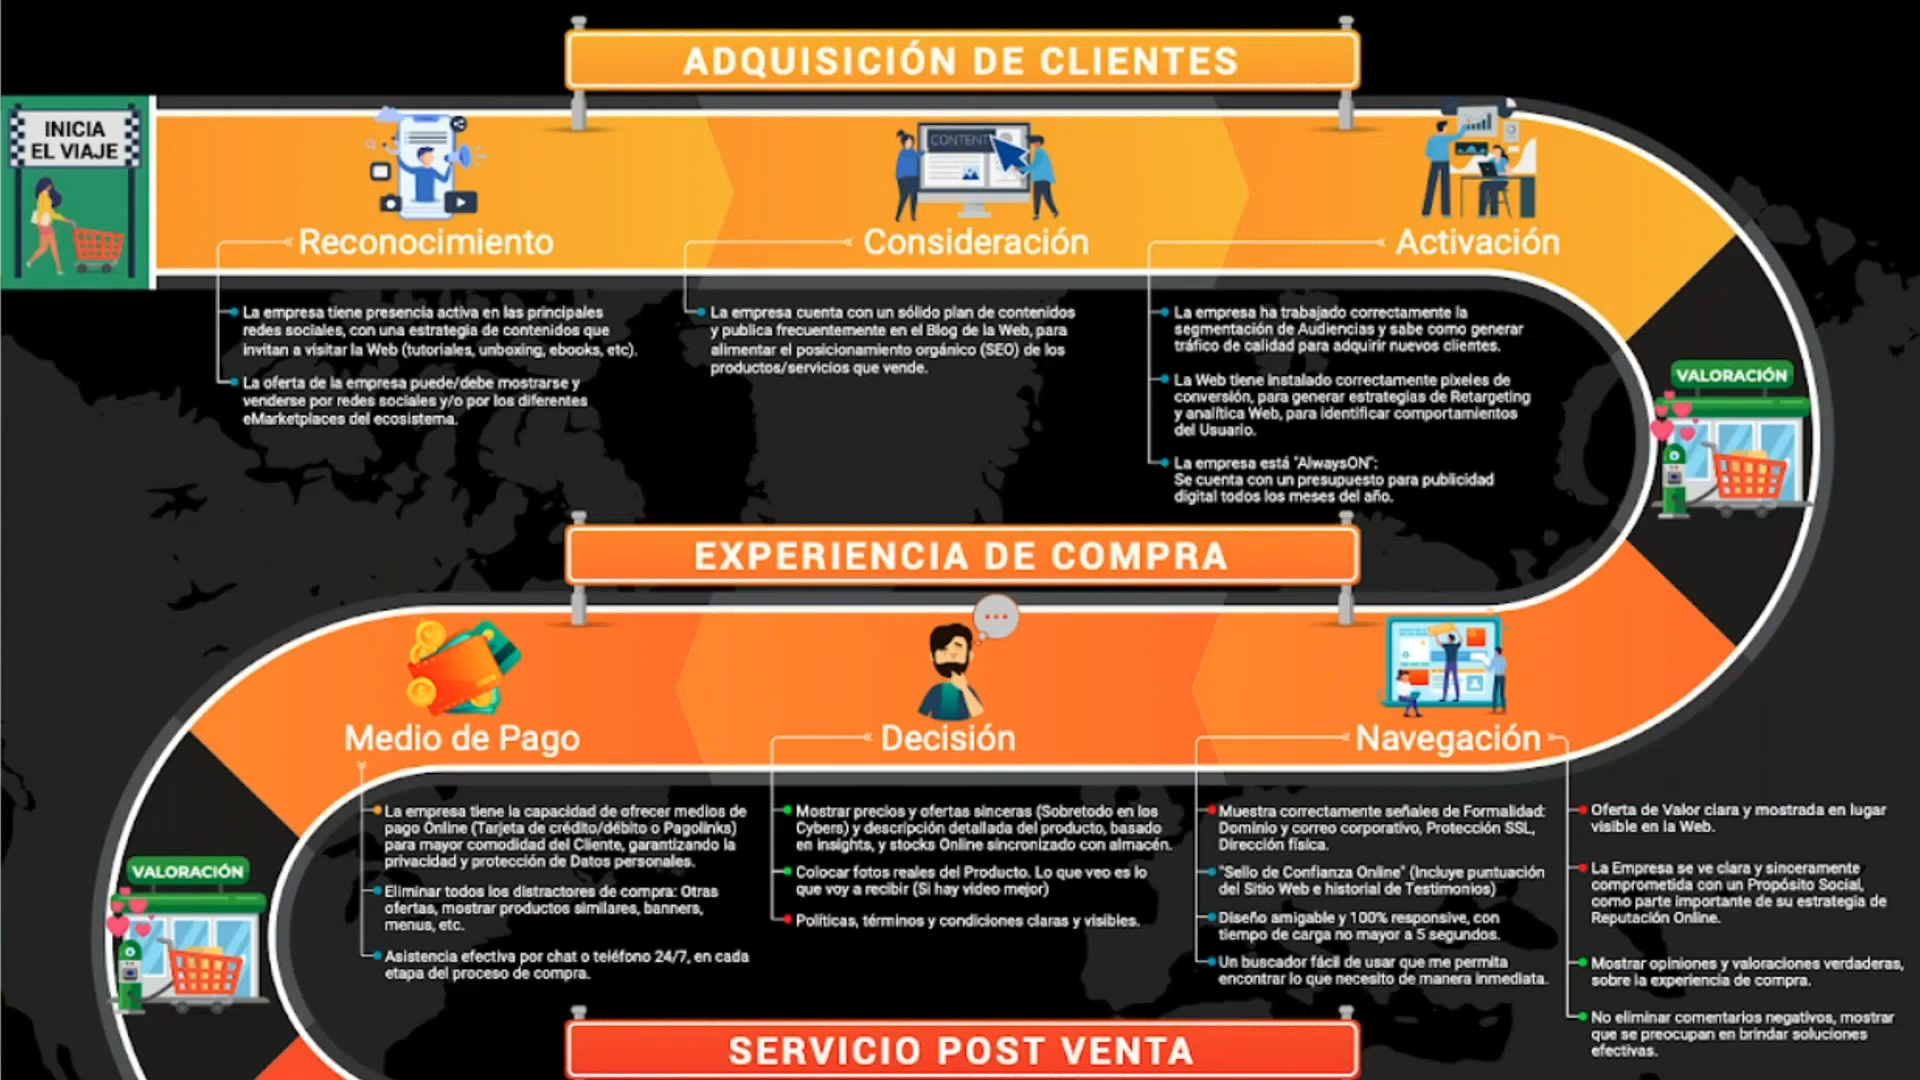 ADQUISICIÓN DE CLIENTES
INICIA
EL VIAJE
CONTENT
Reconocimiento
Consideración
Activación
La empresa tiene presencia activa en las principales
redes sociales, con una estrategia de contenidos que
invitan a visitar la Web (tutoriales, unboxing, ebooks, etc).
La oferta de la empresa puede/debe mostrarse y
venderse por redes sociales y/o por los diferentes
eMarketplaces del ecosistema.
La empresa cuenta con un sólido plan de contenidos
y publica frecuentemente en el Blog de la Web, para
alimentar el posicionamiento orgánico (SEO) de los
productos/servicios que vende.
La empresa ha trabajado correctamente la
segmentación de Audiencias y sabe como generar
tráfico de calidad para adquirir nuevos clientes.
La Web tiene instalado correctamente pixeles de
conversión, para generar estrategias de Retargeting
y analítica Web, para identificar comportamientos
del Usuario.
La empresa está "AlwaysON":
Se cuenta con un presupuesto para publicidad
digital todos los meses del año.
VALORACIÓN
EXPERIENCIA DE COMPRA
Medio de Pago
Decisión
Navegación
La empresa tiene la capacidad de ofrecer medios de
pago Online (Tarjeta de crédito/débito o Pagolinks)
para mayor comodidad del Cliente, garantizando la
privacidad y protección de Datos personales.
Eliminar todos los distractores de compra: Otras
ofertas, mostrar productos similares, banners,
menus, etc.
Asistencia efectiva por chat o teléfono 24/7, en cada
etapa del proceso de compra.
Mostrar precios y ofertas sinceras (Sobretodo en los
Cybers) y descripción detallada del producto, basado
en insights, y stocks Online sincronizado con almacén.
Colocar fotos reales del Producto. Lo que veo es lo
que voy a recibir (Si hay video mejor)
Políticas, términos y condiciones claras y visibles.
Muestra correctamente señales de Formalidad:
Dominio y correo corporativo, Protección SSL,
Dirección física.
"Sello de Confianza Online" (Incluye puntuación
del Sitio Web e historial de Testimonios)
Diseño amigable y 100% responsive, con
tiempo de carga no mayor a 5 segundos.
Un buscador fácil de usar que me permita
encontrar lo que necesito de manera inmediata.
Oferta de Valor clara y mostrada en lugar
visible en la Web.
La Empresa se ve clara y sinceramente
comprometida con un Propósito Social,
como parte importante de su estrategia de
Reputación Online.
Mostrar opiniones y valoraciones verdaderas,
sobre la experiencia de compra.
No eliminar comentarios negativos, mostrar
que se preocupan en brindar soluciones
efectivas.
VALORACIÓN
SERVICIO POST VENTA